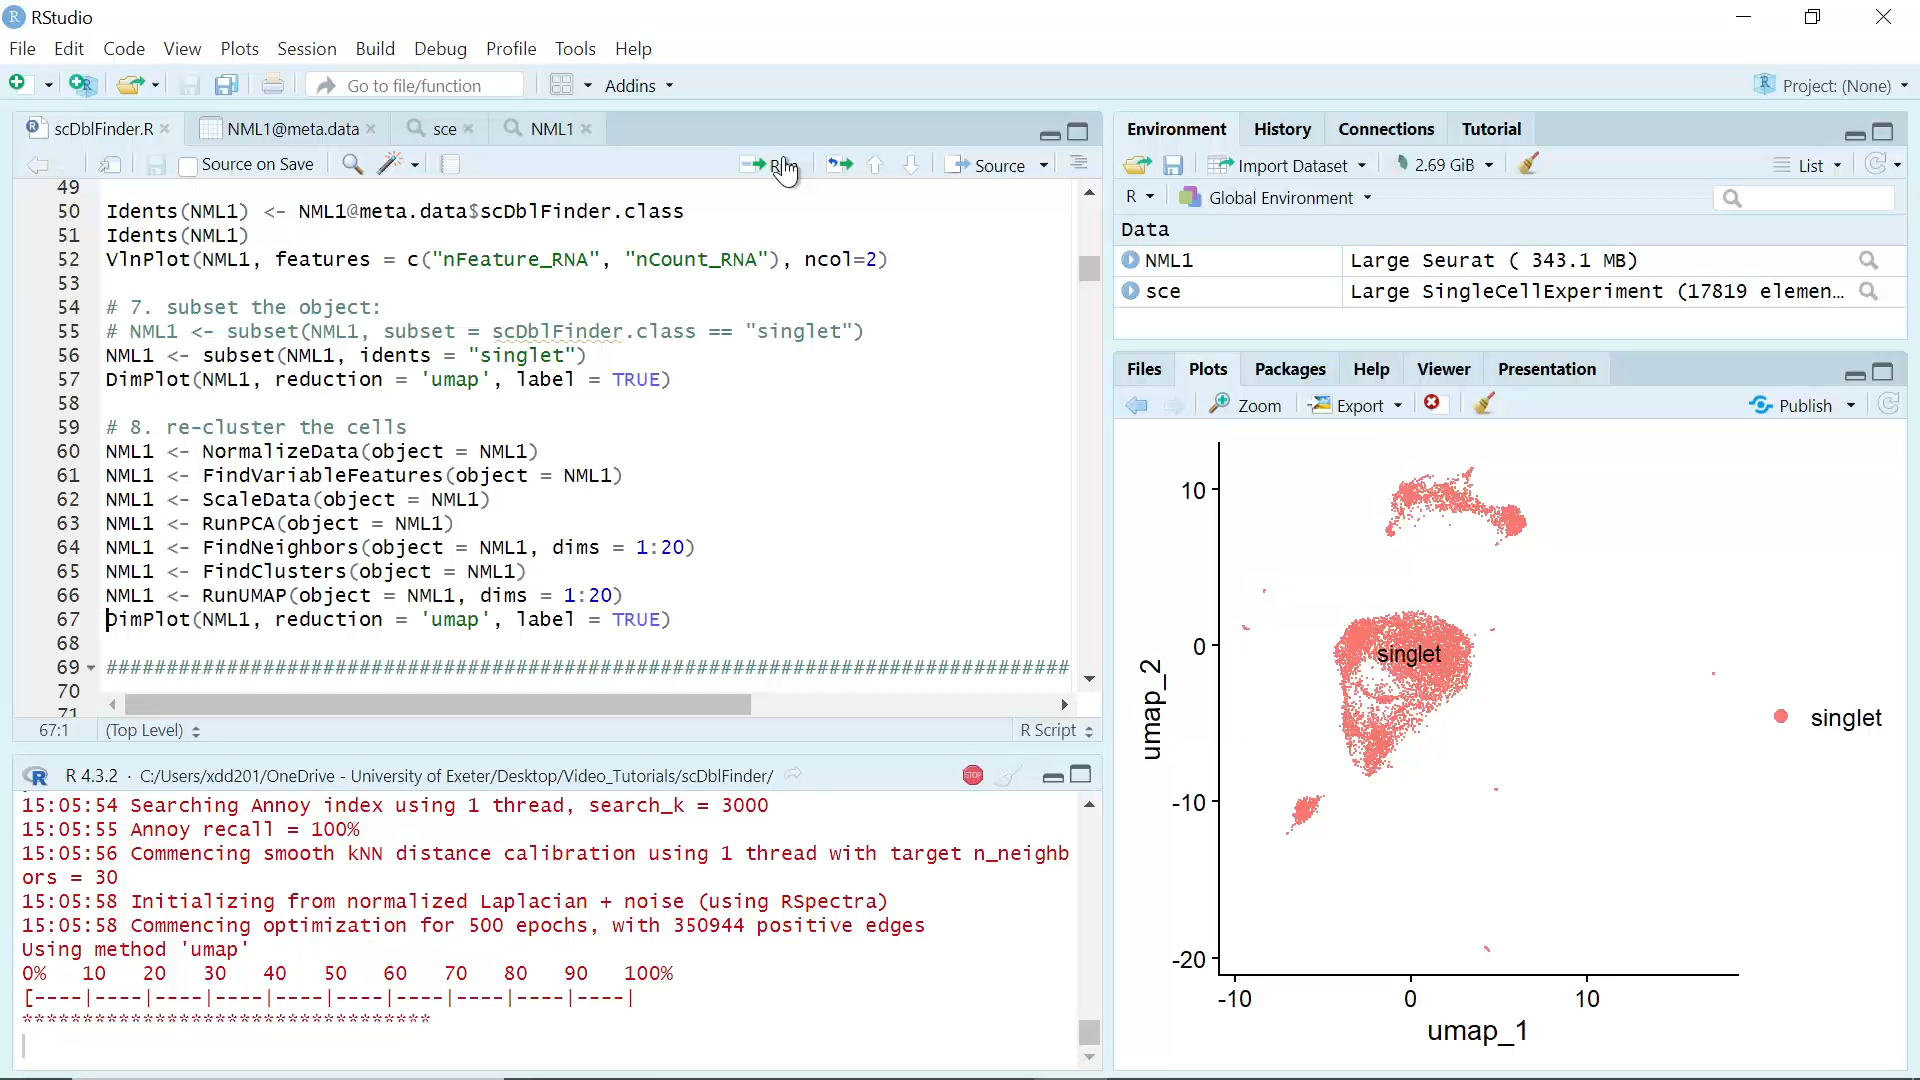 RStudio
File Edit Code View Plots Session Build Debug Profile Tools Help
Go to file/function Addins Project: (None)
scDblFinder.R NML1@meta.data sce NML1
Source on Save Run Source
49
50 Idents(NML1) <- NML1@meta.data$scDblFinder.class
51 Idents(NML1)
52 VlnPlot(NML1, features = c("nFeature_RNA", "nCount_RNA"), ncol=2)
53
54 # 7. subset the object:
55 # NML1 <- subset(NML1, subset = scDblFinder.class == "singlet")
56 NML1 <- subset(NML1, idents = "singlet")
57 DimPlot(NML1, reduction = 'umap', label = TRUE)
58
59 # 8. re-cluster the cells
60 NML1 <- NormalizeData(object = NML1)
61 NML1 <- FindVariableFeatures(object = NML1)
62 NML1 <- ScaleData(object = NML1)
63 NML1 <- RunPCA(object = NML1)
64 NML1 <- FindNeighbors(object = NML1, dims = 1:20)
65 NML1 <- FindClusters(object = NML1)
66 NML1 <- RunUMAP(object = NML1, dims = 1:20)
67 DimPlot(NML1, reduction = 'umap', label = TRUE)
68
69 ################################################################################
70
71
67:1 (Top Level) R Script
R 4.3.2 · C:/Users/xdd201/OneDrive - University of Exeter/Desktop/Video_Tutorials/scDblFinder/
STOP
15:05:54 Searching Annoy index using 1 thread, search_k = 3000
15:05:55 Annoy recall = 100%
15:05:56 Commencing smooth kNN distance calibration using 1 thread with target n_neighb
ors = 30
15:05:58 Initializing from normalized Laplacian + noise (using RSpectra)
15:05:58 Commencing optimization for 500 epochs, with 350944 positive edges
Using method 'umap'
0% 10 20 30 40 50 60 70 80 90 100%
[----|----|----|----|----|----|----|----|----|----|
**********************************
Environment History Connections Tutorial
Import Dataset 2.69 GiB List
R Global Environment
Data
NML1 Large Seurat ( 343.1 MB)
sce Large SingleCellExperiment (17819 elemen…
Files Plots Packages Help Viewer Presentation
Zoom Export Publish
10
0
-10
-20
umap_2
singlet
singlet
-10 0 10
umap_1